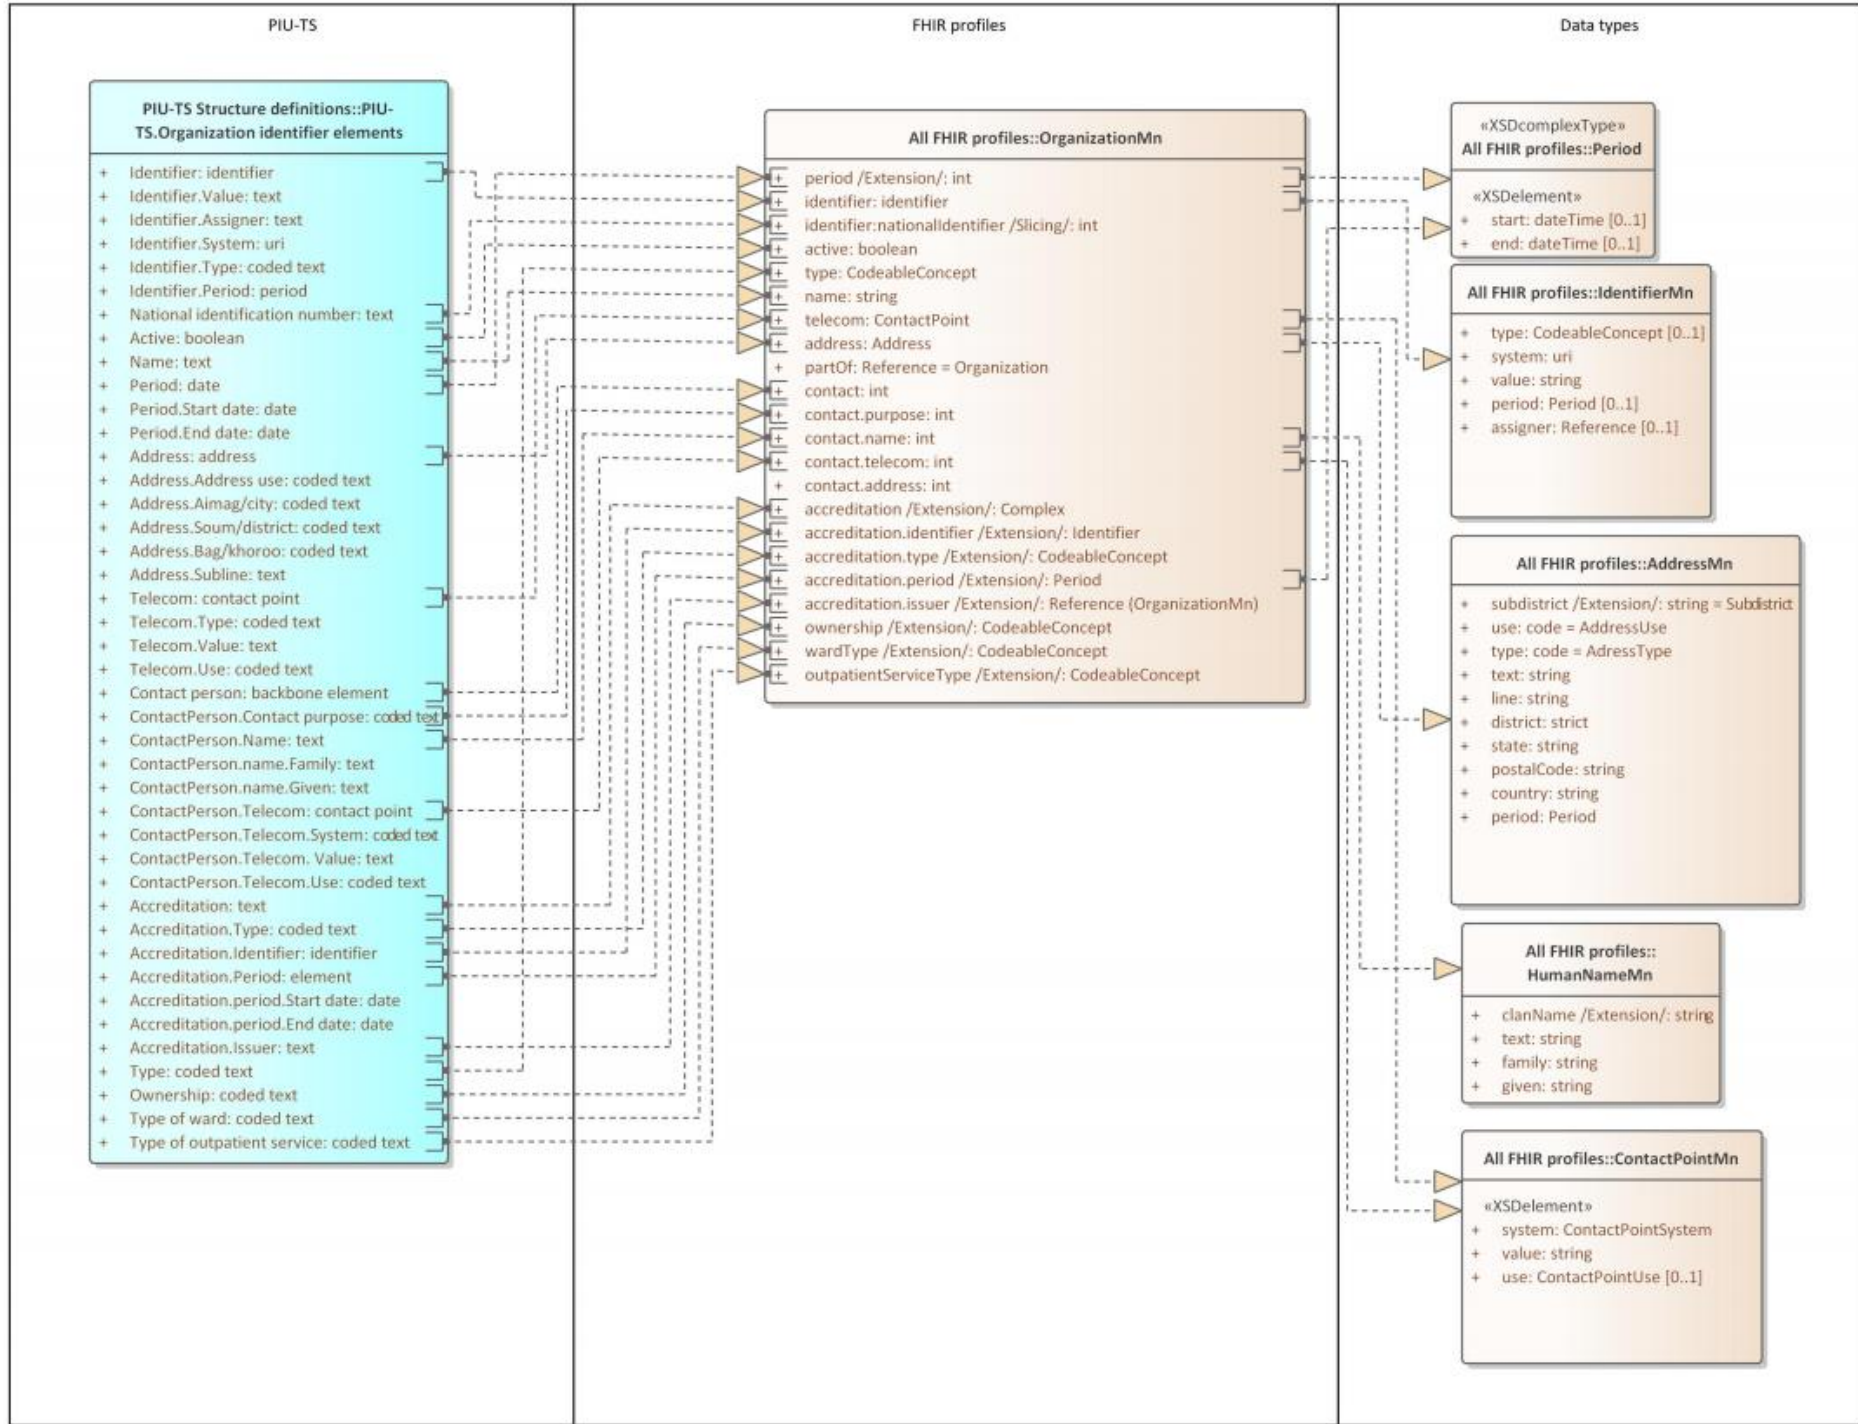 PIU-TS
FHIR profiles
Data types
PIU-TS Structure definitions::PIU-
TS.Organization identifier elements
+ Identifier: identifier
+ Identifier.Value: text
+ Identifier.Assigner: text
+ Identifier.System: uri
+ Identifier.Type: coded text
+ Identifier.Period: period
+ National identification number: text
+ Active: boolean
+ Name: text
+ Period: date
+ Period.Start date: date
+ Period.End date: date
+ Address: address
+ Address.Address use: coded text
+ Address.Aimag/city: coded text
+ Address.Soum/district: coded text
+ Address.Bag/khoroo: coded text
+ Address.Subline: text
+ Telecom: contact point
+ Telecom.Type: coded text
+ Telecom.Value: text
+ Telecom.Use: coded text
+ Contact person: backbone element
+ ContactPerson.Contact purpose: coded text
+ ContactPerson.Name: text
+ ContactPerson.name.Family: text
+ ContactPerson.name.Given: text
+ ContactPerson.Telecom: contact point
+ ContactPerson.Telecom.System: coded text
+ ContactPerson.Telecom. Value: text
+ ContactPerson.Telecom.Use: coded text
+ Accreditation: text
+ Accreditation.Type: coded text
+ Accreditation.Identifier: identifier
+ Accreditation.Period: element
+ Accreditation.period.Start date: date
+ Accreditation.period.End date: date
+ Accreditation.Issuer: text
+ Type: coded text
+ Ownership: coded text
+ Type of ward: coded text
+ Type of outpatient service: coded text
All FHIR profiles::OrganizationMn
+ period /Extension/: int
+ identifier: identifier
+ identifier:nationalIdentifier /Slicing/: int
+ active: boolean
+ type: CodeableConcept
+ name: string
+ telecom: ContactPoint
+ address: Address
+ partOf: Reference = Organization
+ contact: int
+ contact.purpose: int
+ contact.name: int
+ contact.telecom: int
+ contact.address: int
+ accreditation /Extension/: Complex
+ accreditation.identifier /Extension/: Identifier
+ accreditation.type /Extension/: CodeableConcept
+ accreditation.period /Extension/: Period
+ accreditation.issuer /Extension/: Reference (OrganizationMn)
+ ownership /Extension/: CodeableConcept
+ wardType /Extension/: CodeableConcept
+ outpatientServiceType /Extension/: CodeableConcept
«XSDcomplexType»
All FHIR profiles::Period
«XSDelement»
+ start: dateTime [0..1]
+ end: dateTime [0..1]
All FHIR profiles::IdentifierMn
+ type: CodeableConcept [0..1]
+ system: uri
+ value: string
+ period: Period [0..1]
+ assigner: Reference [0..1]
All FHIR profiles::AddressMn
+ subdistrict /Extension/: string = Subdistrict
+ use: code = AddressUse
+ type: code = AdressType
+ text: string
+ line: string
+ district: strict
+ state: string
+ postalCode: string
+ country: string
+ period: Period
All FHIR profiles::
HumanNameMn
+ clanName /Extension/: string
+ text: string
+ family: string
+ given: string
All FHIR profiles::ContactPointMn
«XSDelement»
+ system: ContactPointSystem
+ value: string
+ use: ContactPointUse [0..1]